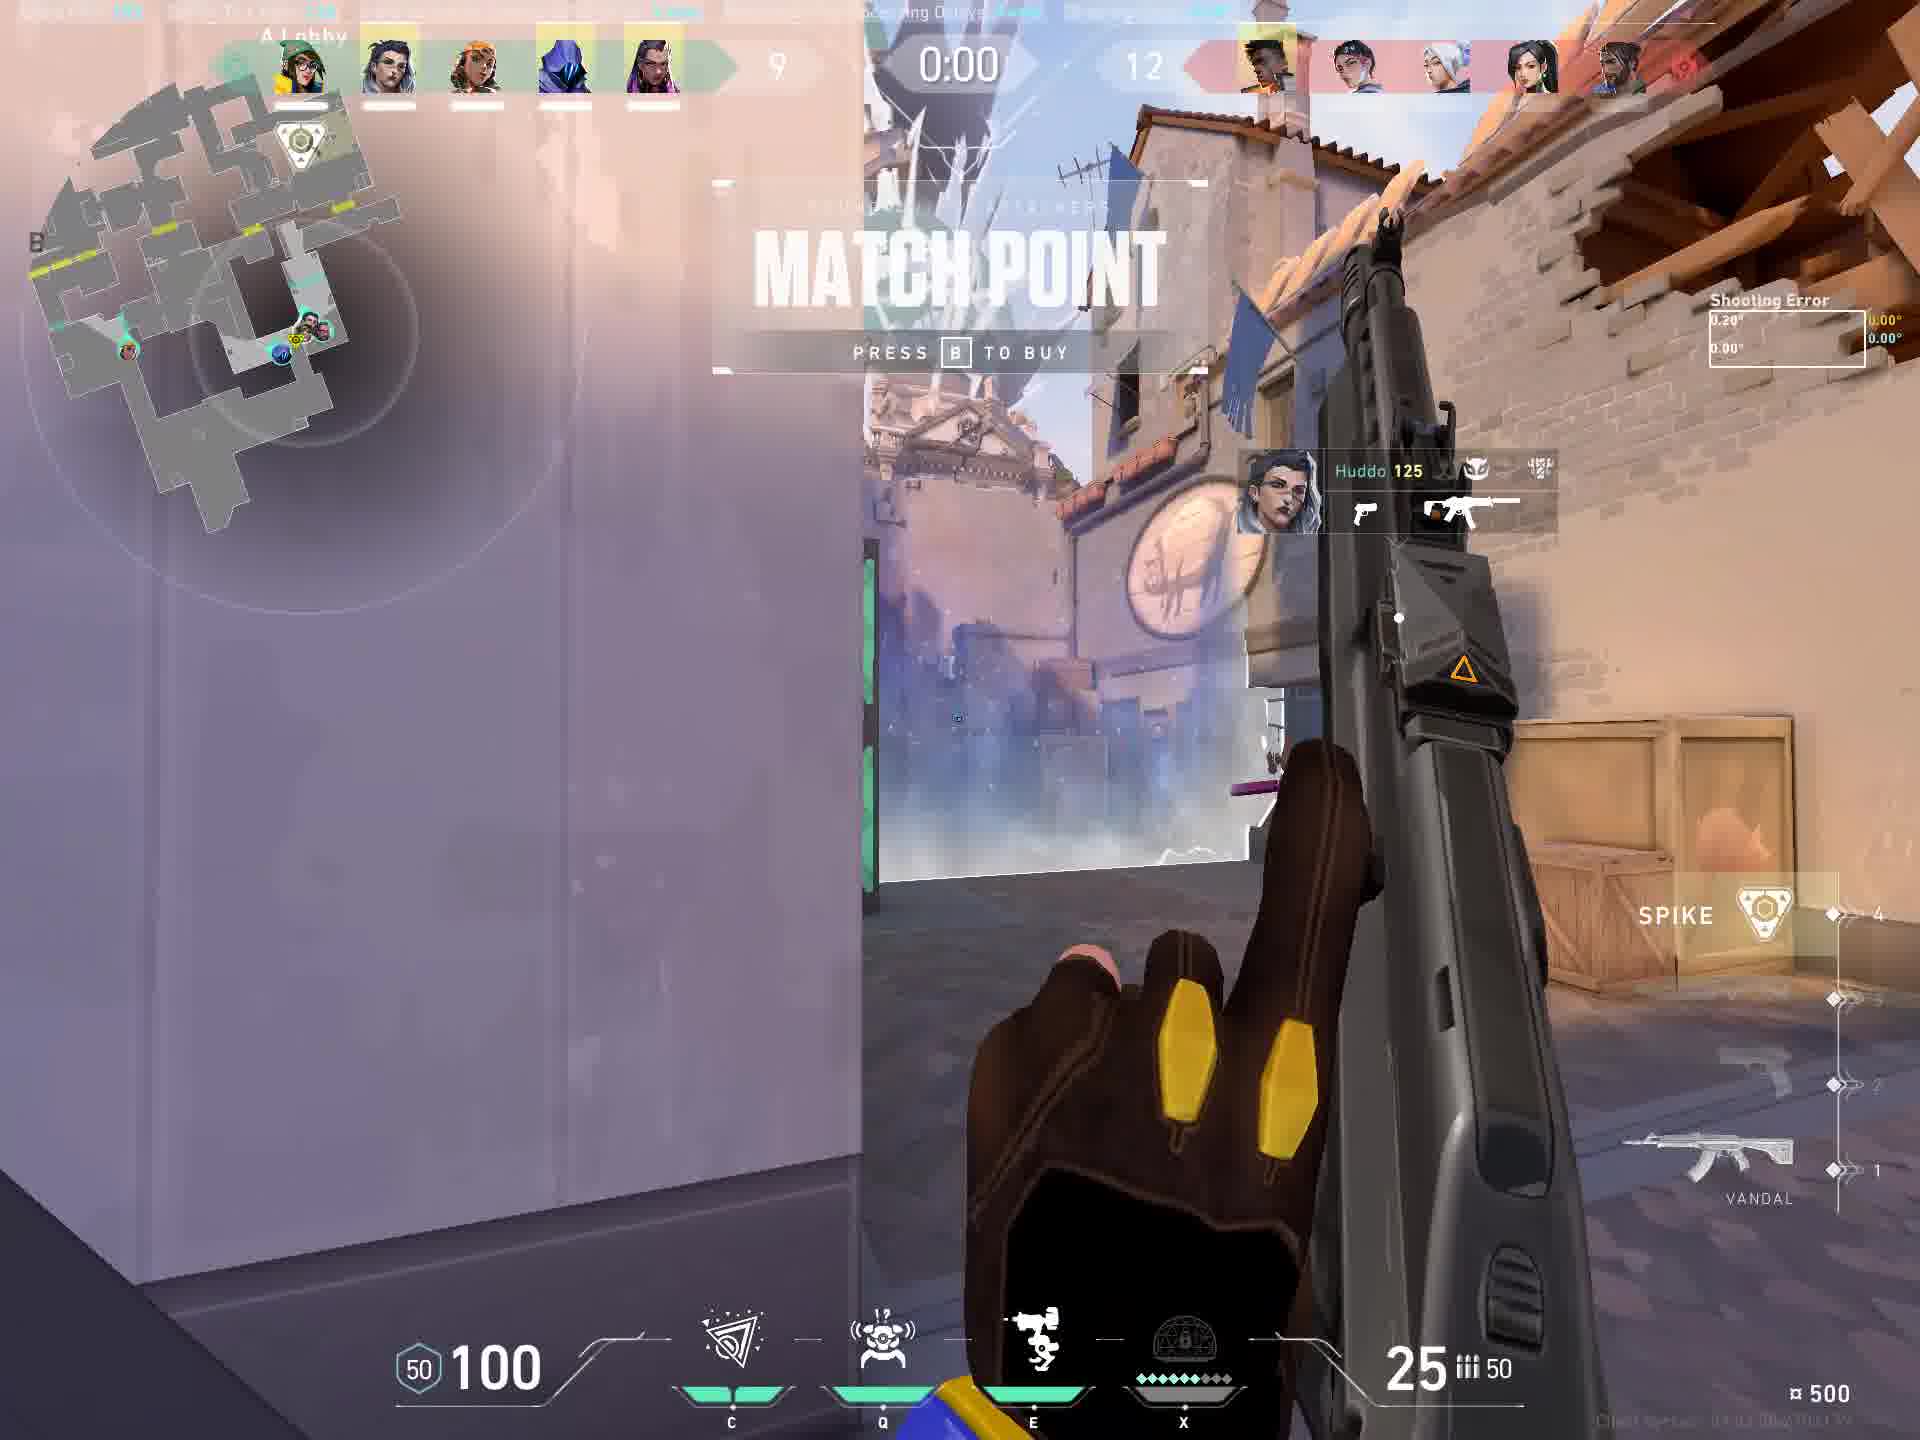 A Lobby
9
0:00
12
B
MATCH POINT
PRESS B TO BUY
Shooting Error
0.20°
0.00°
0.00°
0.00°
Huddo 125
SPIKE
4
3
2
1
VANDAL
50 100
C
Q
E
X
25 50
¤ 500